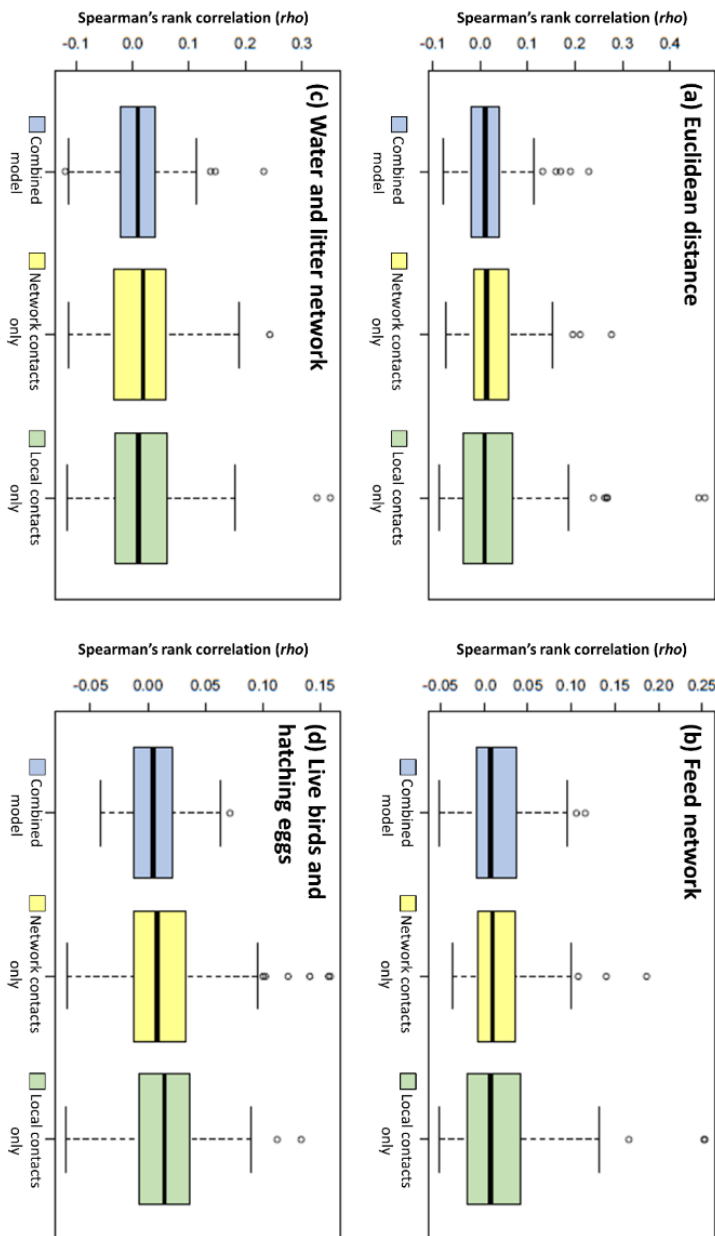 (a) Euclidean distance
Spearman's rank correlation (rho)
-0.1 0.0 0.1 0.2 0.4
Combined
model
Network contacts
only
Local contacts
only
(b) Feed network
Spearman's rank correlation (rho)
-0.05 0.00 0.05 0.10 0.15 0.20 0.25
Combined
model
Network contacts
only
Local contacts
only
(c) Water and litter network
Spearman's rank correlation (rho)
-0.1 0.0 0.1 0.2 0.3
Combined
model
Network contacts
only
Local contacts
only
(d) Live birds and
hatching eggs
Spearman's rank correlation (rho)
-0.05 0.00 0.05 0.10 0.15
Combined
model
Network contacts
only
Local contacts
only